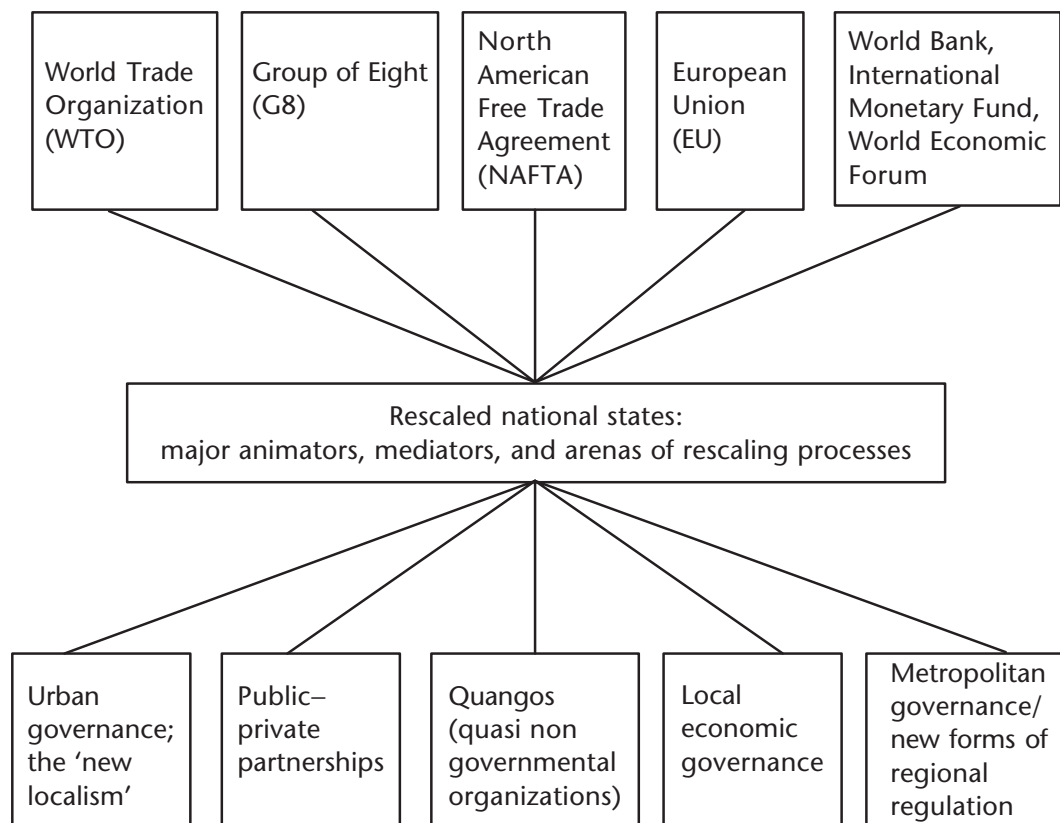 World Trade
Organization
(WTO)
Group of Eight
(G8)
North
American
Free Trade
Agreement
(NAFTA)
European
Union
(EU)
World Bank,
International
Monetary Fund,
World Economic
Forum
Rescaled national states:
major animators, mediators, and arenas of rescaling processes
Urban
governance;
the ‘new
localism’
Public–
private
partnerships
Quangos
(quasi non
governmental
organizations)
Local
economic
governance
Metropolitan
governance/
new forms of
regional
regulation